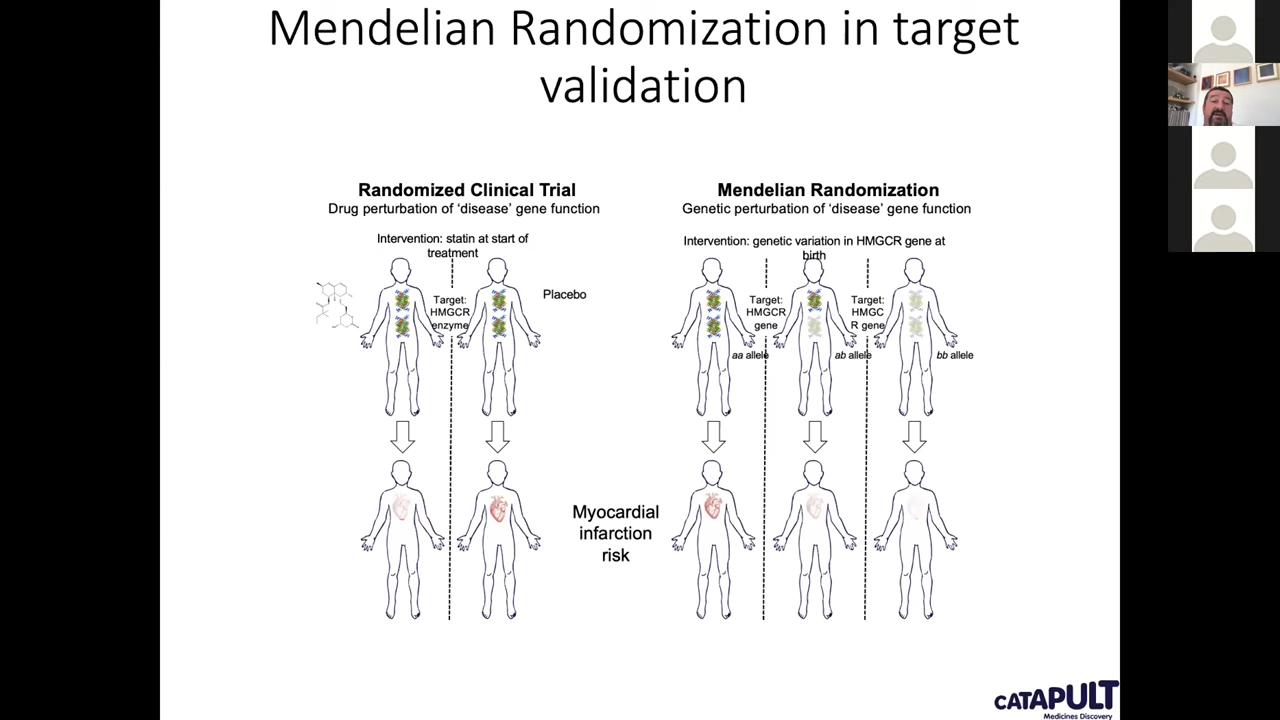 Mendelian Randomization in target
validation
Randomized Clinical Trial
Drug perturbation of ‘disease’ gene function
Intervention: statin at start of
treatment
Placebo
Target:
HMGCR
enzyme
Mendelian Randomization
Genetic perturbation of ‘disease’ gene function
Intervention: genetic variation in HMGCR gene at
birth
Target:
HMGCR
gene
Target:
HMGC
R gene
aa allele
ab allele
bb allele
Myocardial
infarction
risk
CATAPULT
Medicines Discovery